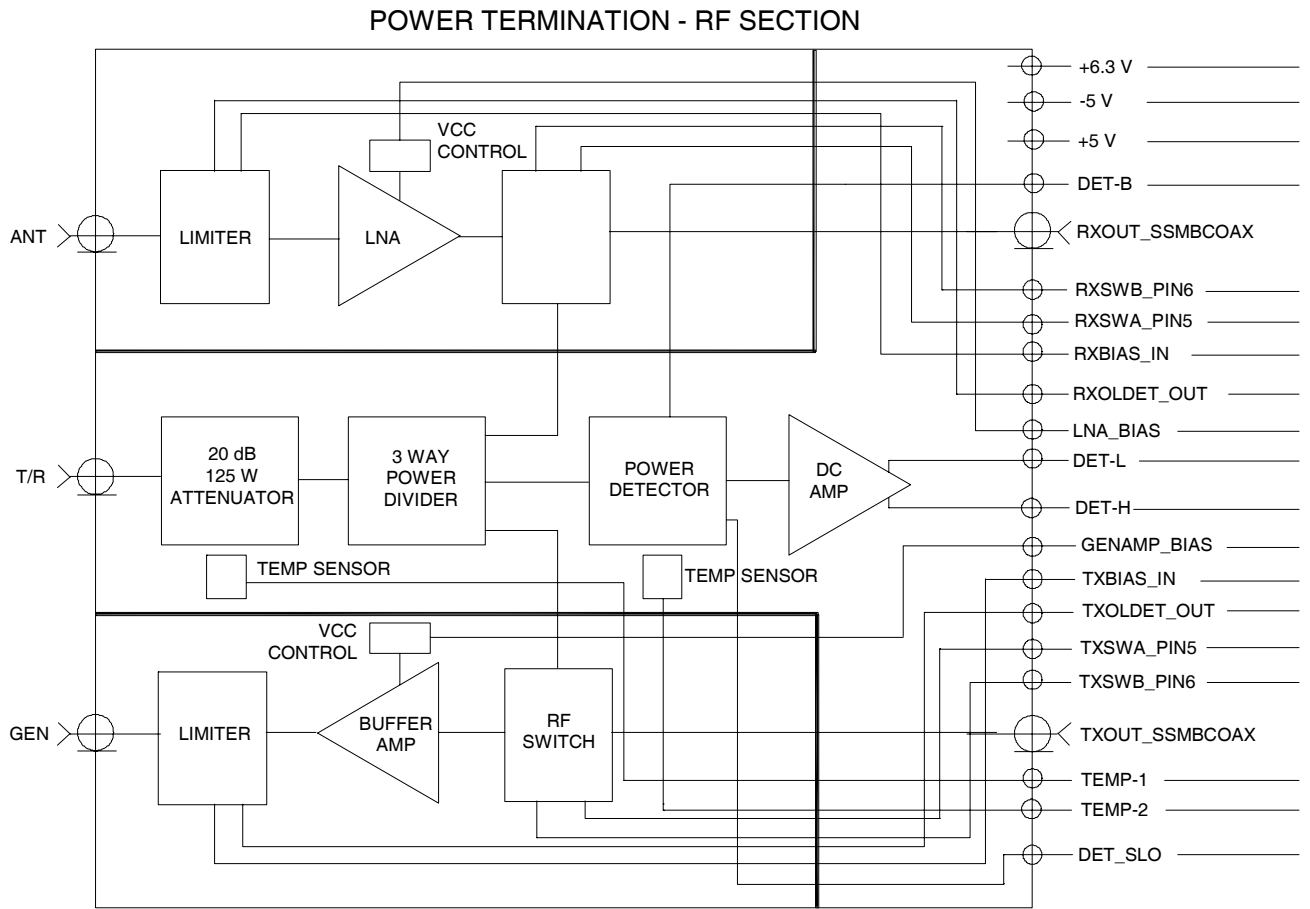 POWER TERMINATION - RF SECTION
+6.3 V
-5 V
+5 V
DET-B
RXOUT_SSMBCOAX
RXSWB_PIN6
RXSWA_PIN5
RXBIAS_IN
RXOLDET_OUT
LNA_BIAS
DET-L
DET-H
GENAMP_BIAS
TXBIAS_IN
TXOLDET_OUT
TXSWA_PIN5
TXSWB_PIN6
TXOUT_SSMBCOAX
TEMP-1
TEMP-2
DET_SLO
VCC
CONTROL
ANT
LIMITER
LNA
T/R
20 dB
125 W
ATTENUATOR
3 WAY
POWER
DIVIDER
POWER
DETECTOR
DC
AMP
TEMP SENSOR
TEMP SENSOR
VCC
CONTROL
GEN
LIMITER
BUFFER
AMP
RF
SWITCH